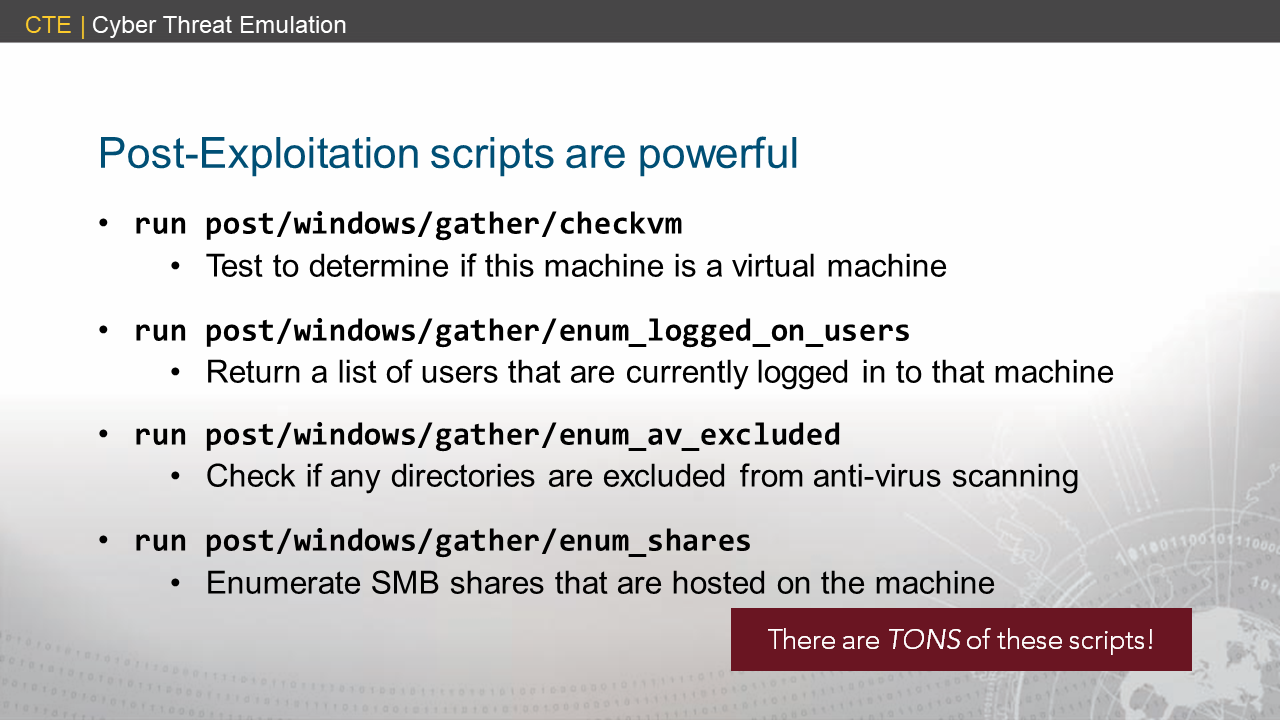 CTE | Cyber Threat Emulation
Post-Exploitation scripts are powerful
• run post/windows/gather/checkvm
• Test to determine if this machine is a virtual machine
• run post/windows/gather/enum_logged_on_users
• Return a list of users that are currently logged in to that machine
• run post/windows/gather/enum_av_excluded
• Check if any directories are excluded from anti-virus scanning
• run post/windows/gather/enum_shares
• Enumerate SMB shares that are hosted on the machine
There are TONS of these scripts!